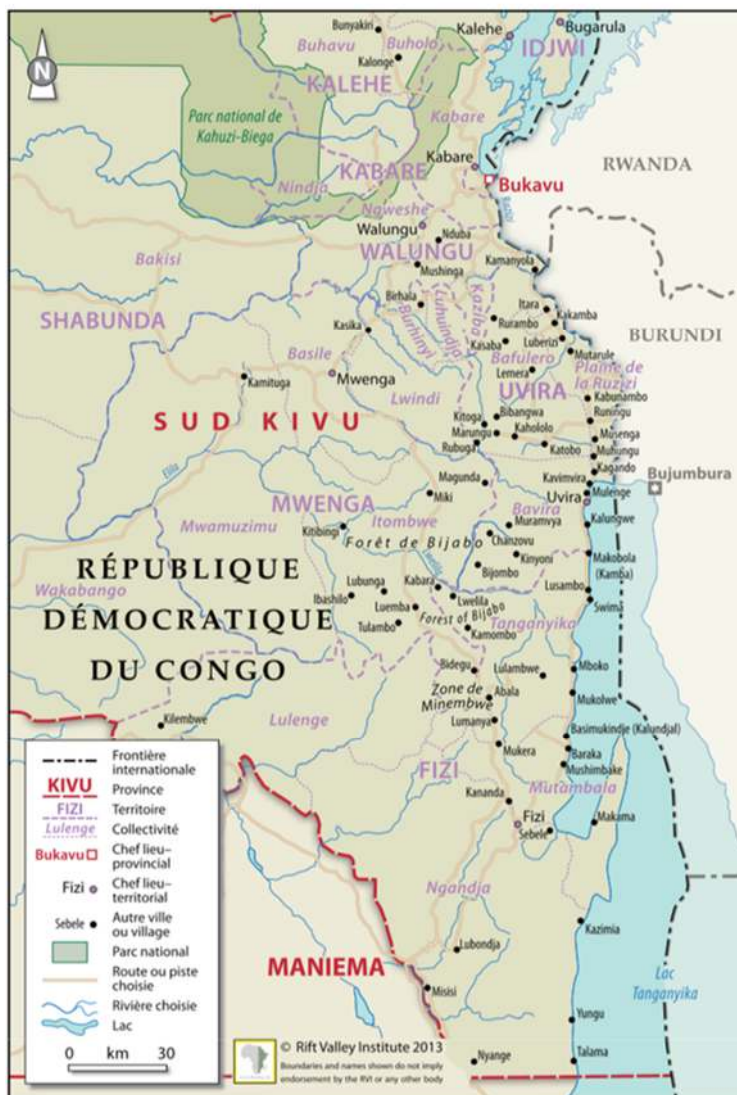 Bunyakiri
Kalehe
Bugarula
Buhavu
Buholo
IDJWI
Kalonge
KALEHE
Parc national de
Kahuzi-Biega
Kabare
Kabare
RWANDA
KABARE
Bukavu
Nindja
Ngweshe
Walungu
Nduba
WALUNGU
Kamanyola
Bakisi
Mushinga
Birhala
Luhuindja
Kaziba
Itara
Kakamba
SHABUNDA
Burhinyi
Rurambo
BURUNDI
Kasika
Kasaba
Luberizi
Mutarule
Basile
Bafulero
Lemera
Plaine de
la Ruzizi
Mwenga
Kamituga
UVIRA
Kabunambo
Lwindi
SUD KIVU
Kitoga
Bibangwa
Runingu
Marungu
Kahololo
Musenga
Rubuga
Katobo
Muhungu
Kagando
Elila
Magunda
Kavimvira
Bujumbura
Miki
Uvira
Mulenge
MWENGA
Bavira
Mwamuzimu
Itombwe
Muramvya
Kalungwe
Kitibingi
Forêt de Bijabo
Chanzovu
Kinyoni
Makobola
(Kamba)
RÉPUBLIQUE
Bijombo
Wakabango
Lubunga
Kabara
Lusambo
Ibashilo
Lwelila
Swima
DÉMOCRATIQUE
Luemba
Forest of Bijabo
Tanganyika
Tulambo
Kamombo
DU CONGO
Bidegu
Lulambwe
Mboko
Zone de
Minembwe
Abala
Mukolwe
Kilembwe
Lulenge
Lumanya
Basimukindje (Kalundjal)
Mukera
Baraka
FIZI
Mushimbake
Mutambala
Kananda
Makama
Fizi
Sebele
Ngandja
Kazimia
Lubondja
MANIEMA
Misisi
Lac
Tanganyika
Yungu
Nyange
Talama
N
Frontière
internationale
KIVU Province
FIZI Territoire
Lulenge Collectivité
Bukavu Chef lieu–
provincial
Fizi Chef lieu–
territorial
Sebele Autre ville
ou village
Parc national
Route ou piste
choisie
Rivière choisie
Lac
0 km 30
© Rift Valley Institute 2013
Boundaries and names shown do not imply
endorsement by the RVI or any other body